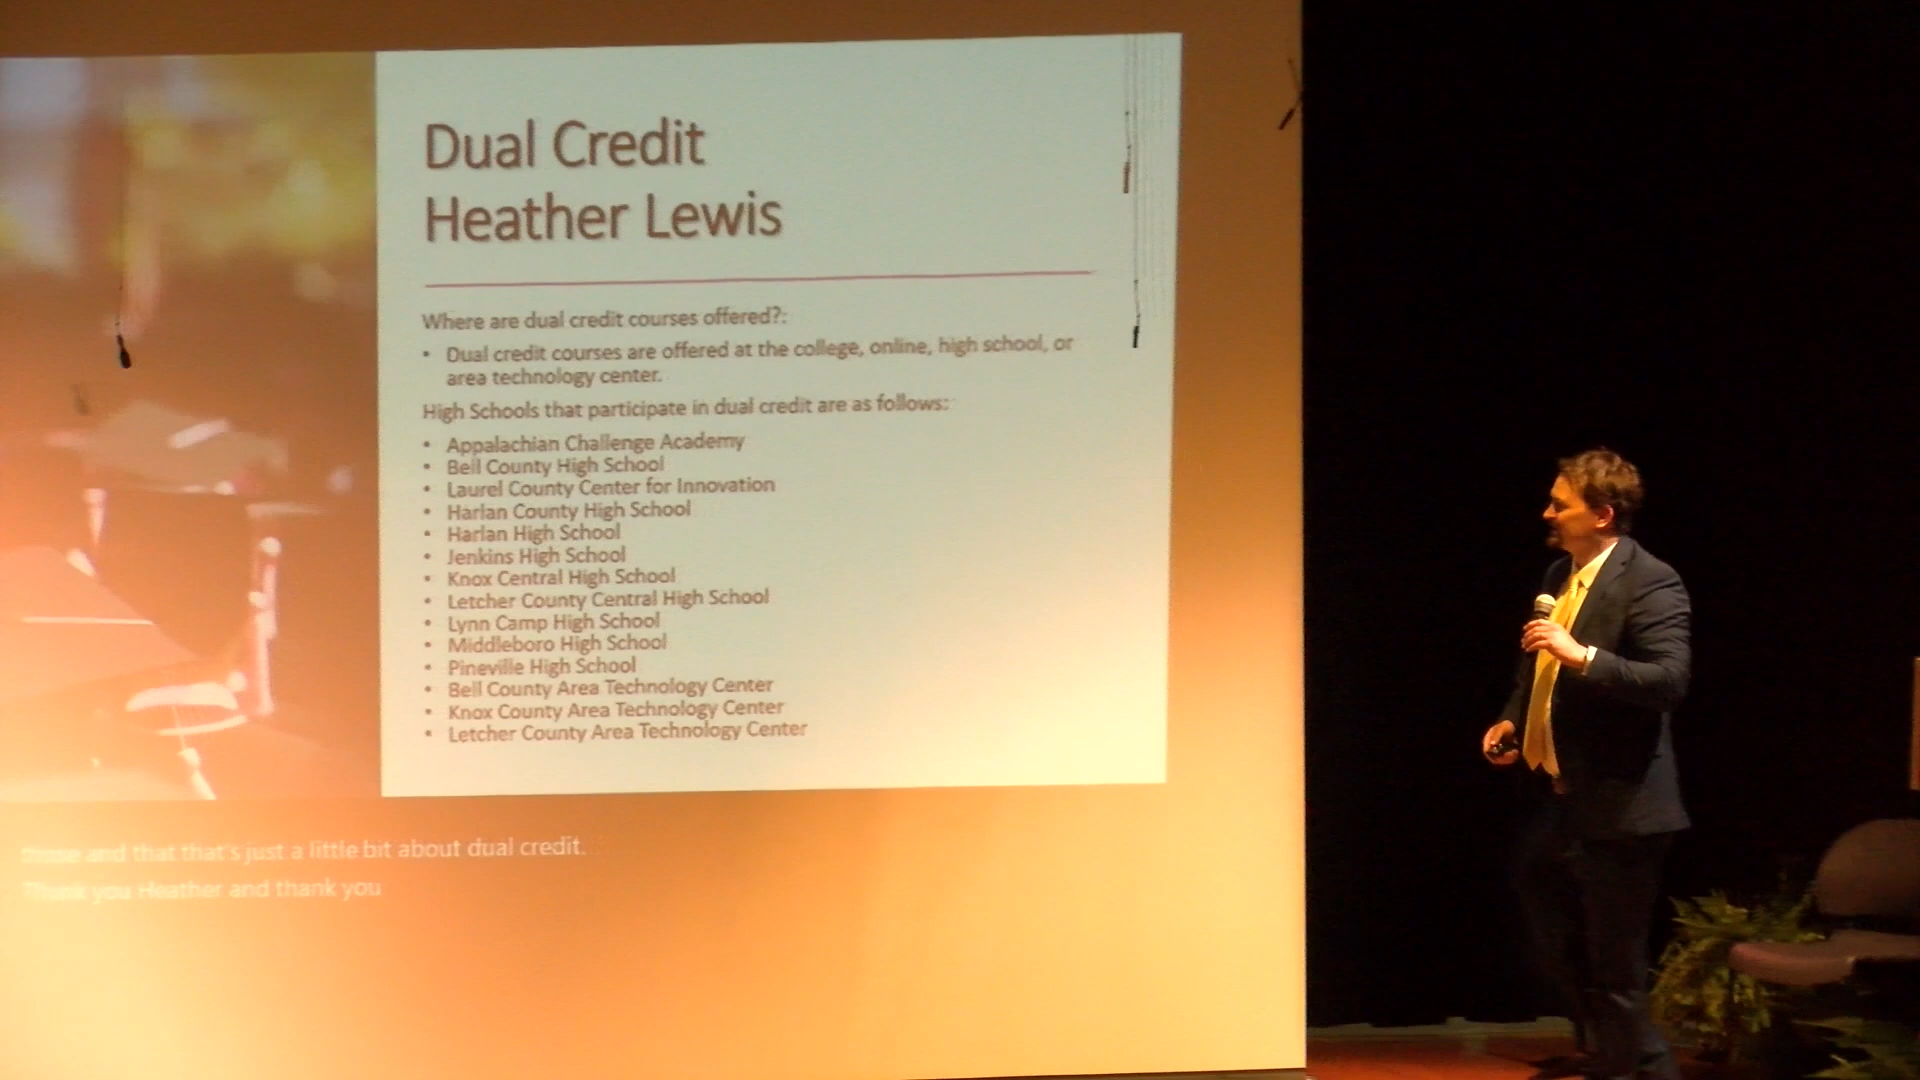 Dual Credit
Heather Lewis
Where are dual credit courses offered?:
• Dual credit courses are offered at the college, online, high school, or
area technology center.
High Schools that participate in dual credit are as follows:
• Appalachian Challenge Academy
• Bell County High School
• Laurel County Center for Innovation
• Harlan County High School
• Harlan High School
• Jenkins High School
• Knox Central High School
• Letcher County Central High School
• Lynn Camp High School
• Middleboro High School
• Pineville High School
• Bell County Area Technology Center
• Knox County Area Technology Center
• Letcher County Area Technology Center
and that that's just a little bit about dual credit.
Thank you Heather and thank you